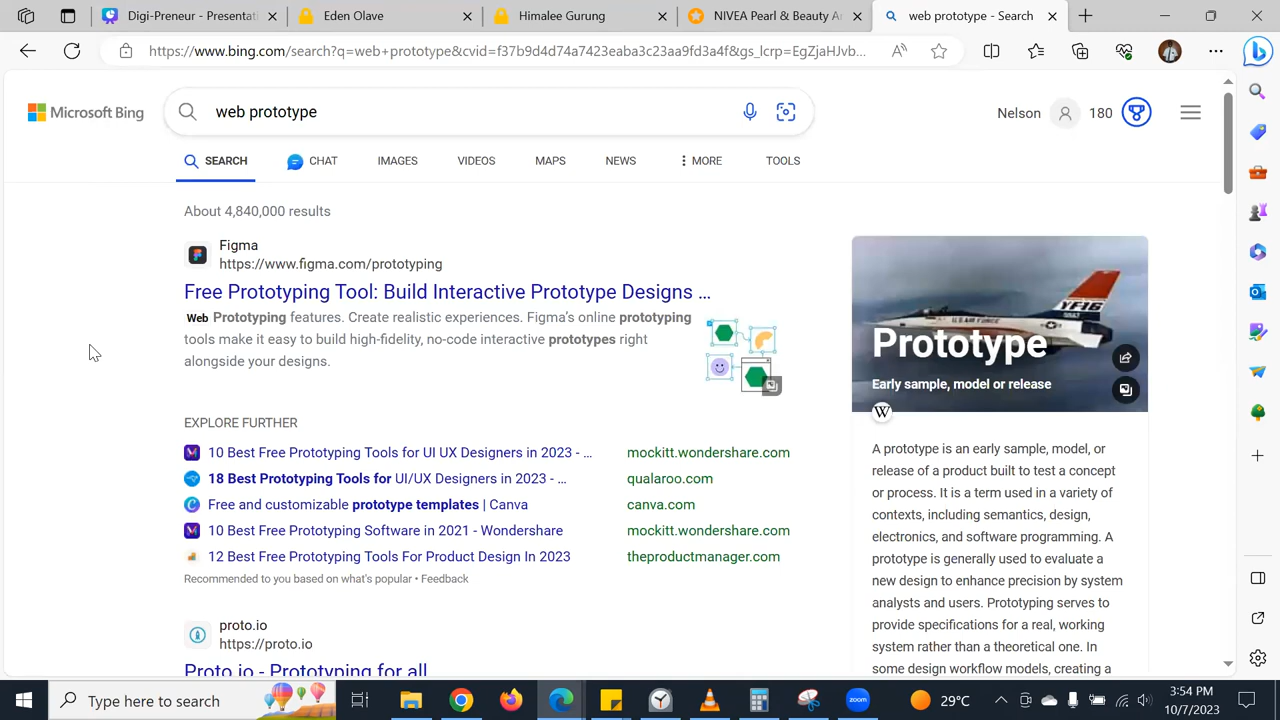 Digi-Preneur - Presentati
Eden Olave
Himalee Gurung
NIVEA Pearl & Beauty Ar
web prototype - Search
https://www.bing.com/search?q=web+prototype&cvid=f37b9d4d74a7423eaba3c23aa9fd3a4f&gs_lcrp=EgZjaHJvb...
Microsoft Bing
web prototype
Nelson
180
SEARCH
CHAT
IMAGES
VIDEOS
MAPS
NEWS
MORE
TOOLS
About 4,840,000 results
Figma
https://www.figma.com/prototyping
Free Prototyping Tool: Build Interactive Prototype Designs ...
Web Prototyping features. Create realistic experiences. Figma's online prototyping
tools make it easy to build high-fidelity, no-code interactive prototypes right
alongside your designs.
EXPLORE FURTHER
10 Best Free Prototyping Tools for UI UX Designers in 2023 - ... mockitt.wondershare.com
18 Best Prototyping Tools for UI/UX Designers in 2023 - ... qualaroo.com
Free and customizable prototype templates | Canva canva.com
10 Best Free Prototyping Software in 2021 - Wondershare mockitt.wondershare.com
12 Best Free Prototyping Tools For Product Design In 2023 theproductmanager.com
Recommended to you based on what's popular • Feedback
proto.io
https://proto.io
Proto.io - Prototyping for all
Prototype
Early sample, model or release
W
A prototype is an early sample, model, or
release of a product built to test a concept
or process. It is a term used in a variety of
contexts, including semantics, design,
electronics, and software programming. A
prototype is generally used to evaluate a
new design to enhance precision by system
analysts and users. Prototyping serves to
provide specifications for a real, working
system rather than a theoretical one. In
some design workflow models, creating a
Type here to search
zoom
29°C
3:54 PM
10/7/2023